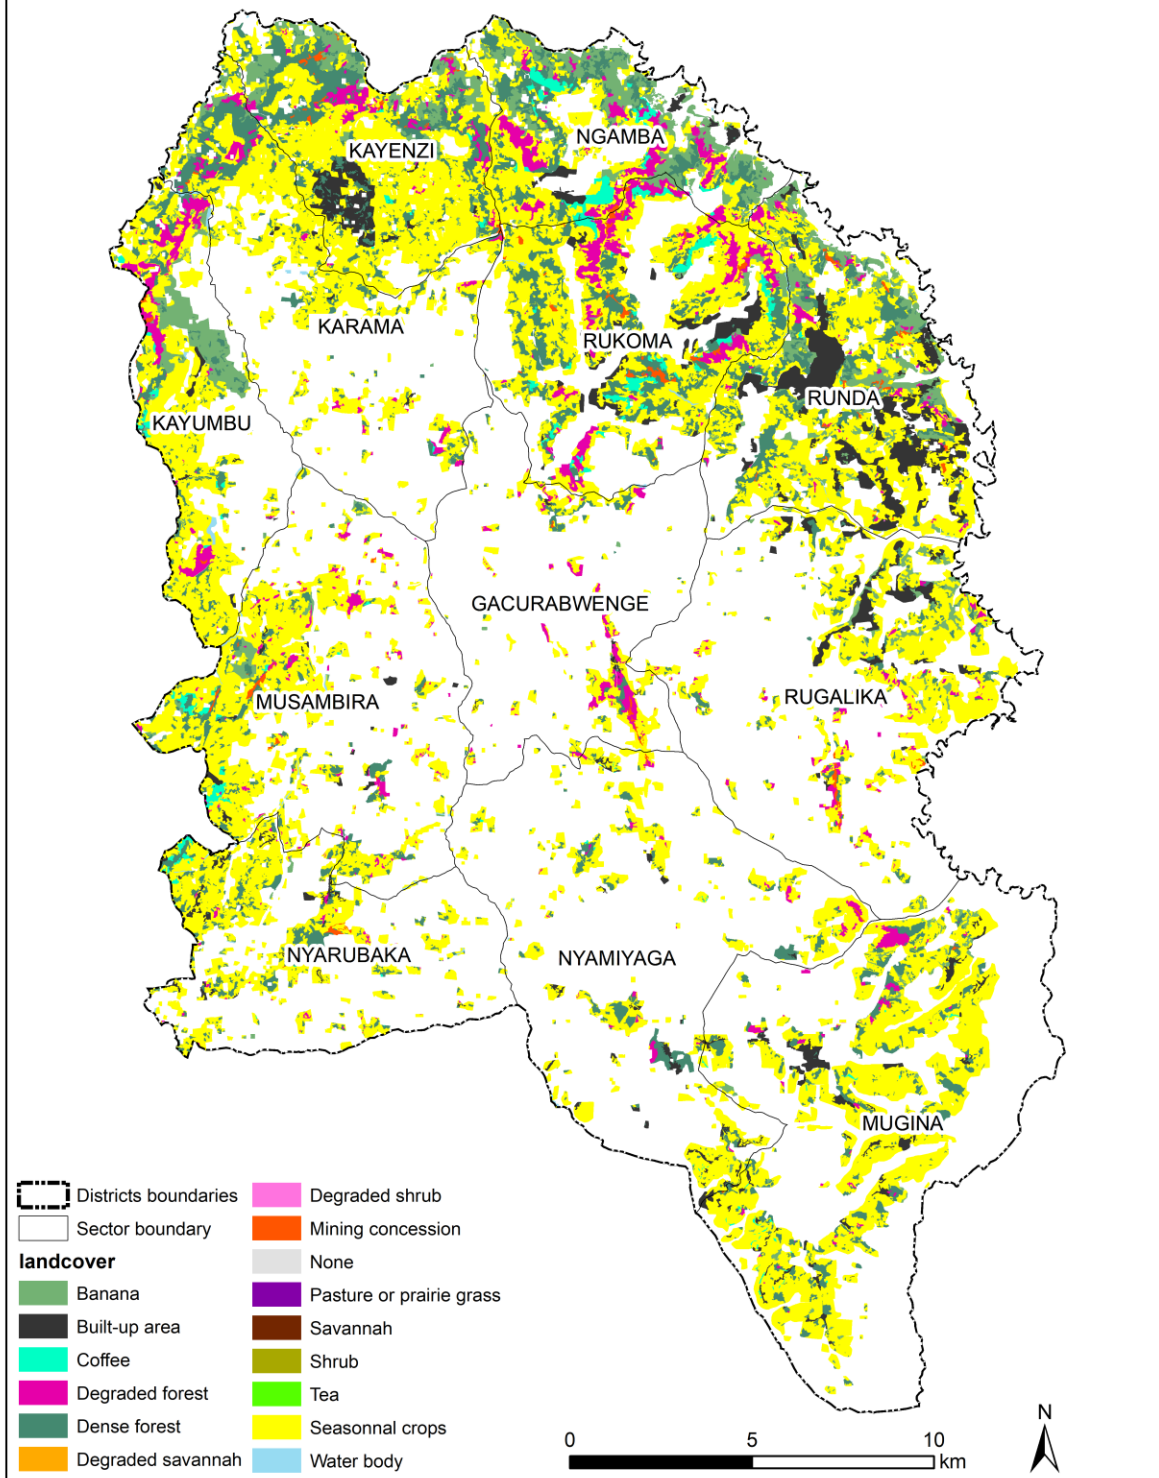 NGAMBA
KAYENZI
KARAMA
RUKOMA
RUNDA
KAYUMBU
GACURABWENGE
MUSAMBIRA
RUGALIKA
NYARUBAKA
NYAMIYAGA
MUGINA
Districts boundaries
Sector boundary
landcover
Banana
Built-up area
Coffee
Degraded forest
Dense forest
Degraded savannah
Degraded shrub
Mining concession
None
Pasture or prairie grass
Savannah
Shrub
Tea
Seasonnal crops
Water body
0 5 10
km
N